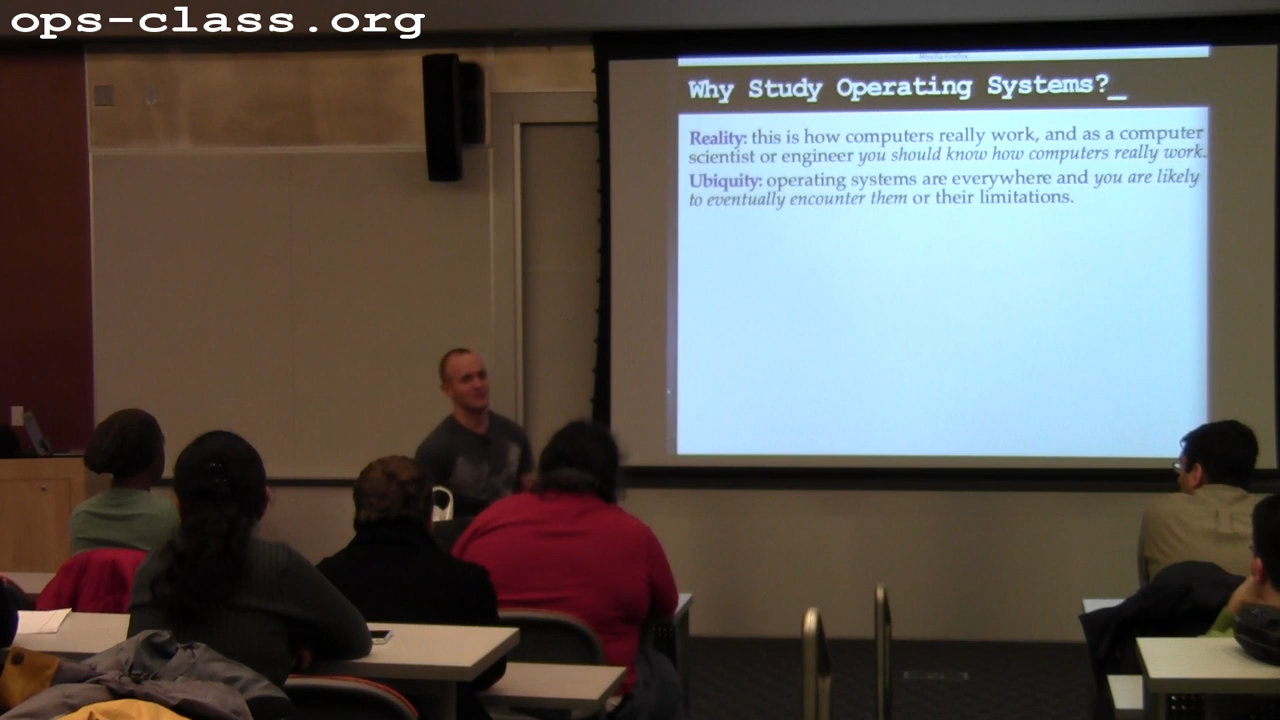 ops-class.org
Mozilla Firefox
Why Study Operating Systems?_
Reality: this is how computers really work, and as a computer
scientist or engineer you should know how computers really work.
Ubiquity: operating systems are everywhere and you are likely
to eventually encounter them or their limitations.